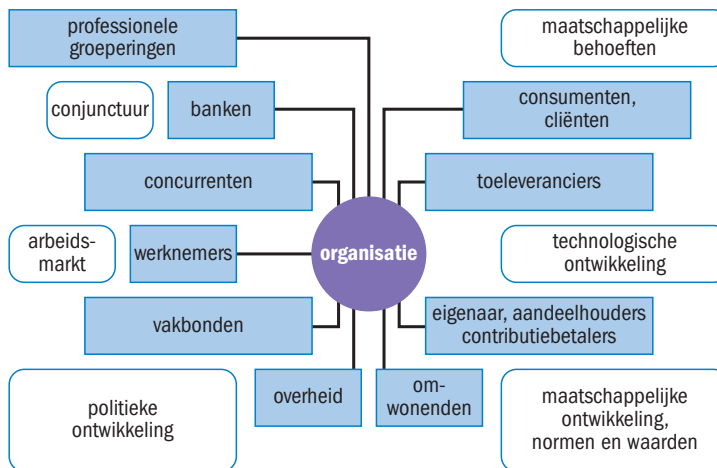 professionele
groeperingen
maatschappelijke
behoeften
conjunctuur
banken
consumenten,
cliënten
concurrenten
toeleveranciers
arbeids-
markt
werknemers
organisatie
technologische
ontwikkeling
vakbonden
eigenaar, aandeelhouders
contributiebetalers
politieke
ontwikkeling
overheid
om-
wonenden
maatschappelijke
ontwikkeling,
normen en waarden